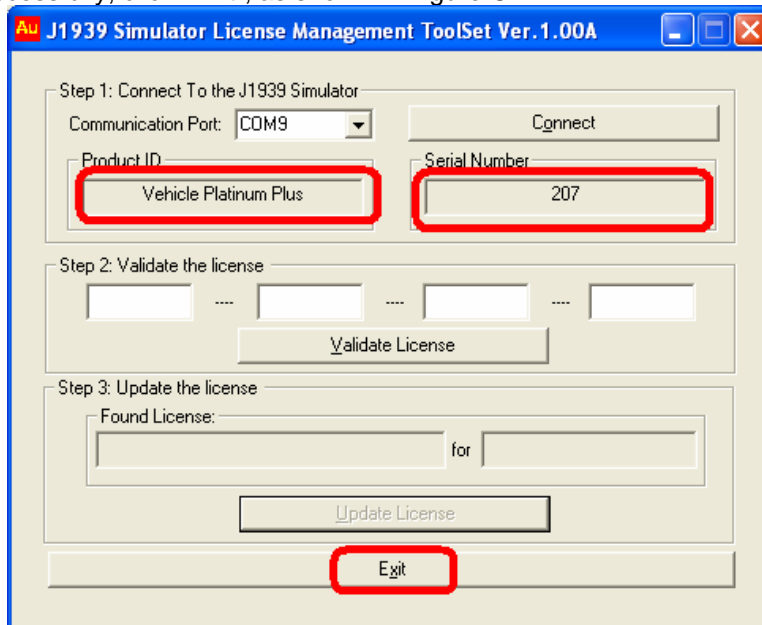 Au J1939 Simulator License Management ToolSet Ver.1.00A
Step 1: Connect To the J1939 Simulator
Communication Port: COM9 Connect
Product ID Serial Number
Vehicle Platinum Plus 207
Step 2: Validate the license
---- ---- ----
Validate License
Step 3: Update the license
Found License:
for
Update License
Exit